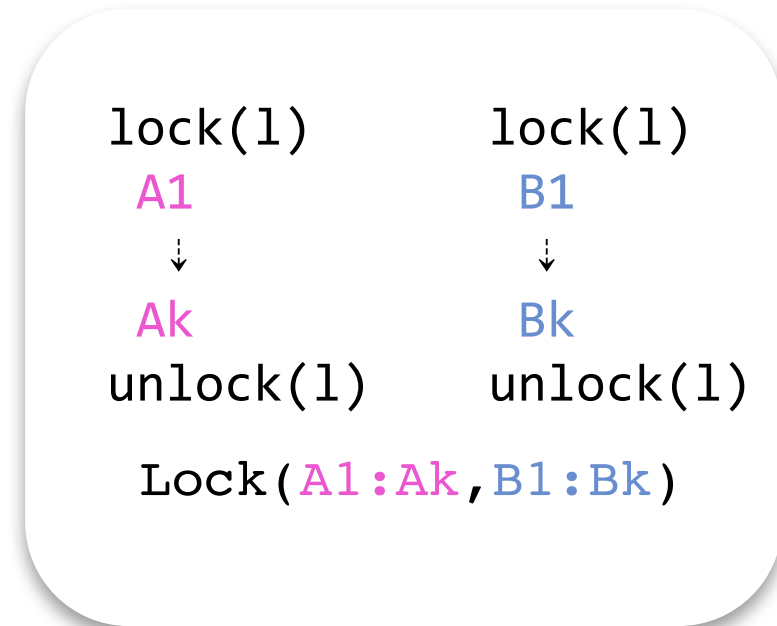 lock(l) lock(l)
A1 B1
⇣ ⇣
Ak Bk
unlock(l) unlock(l)
Lock(A1:Ak,B1:Bk)